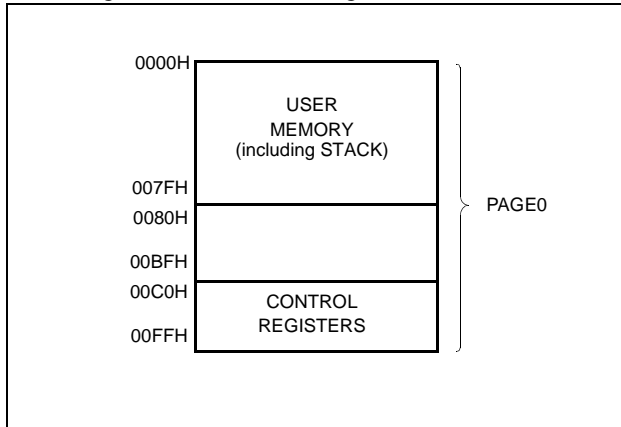 0000H
USER
MEMORY
(including STACK)
007FH
0080H
PAGE0
00BFH
00C0H
CONTROL
REGISTERS
00FFH